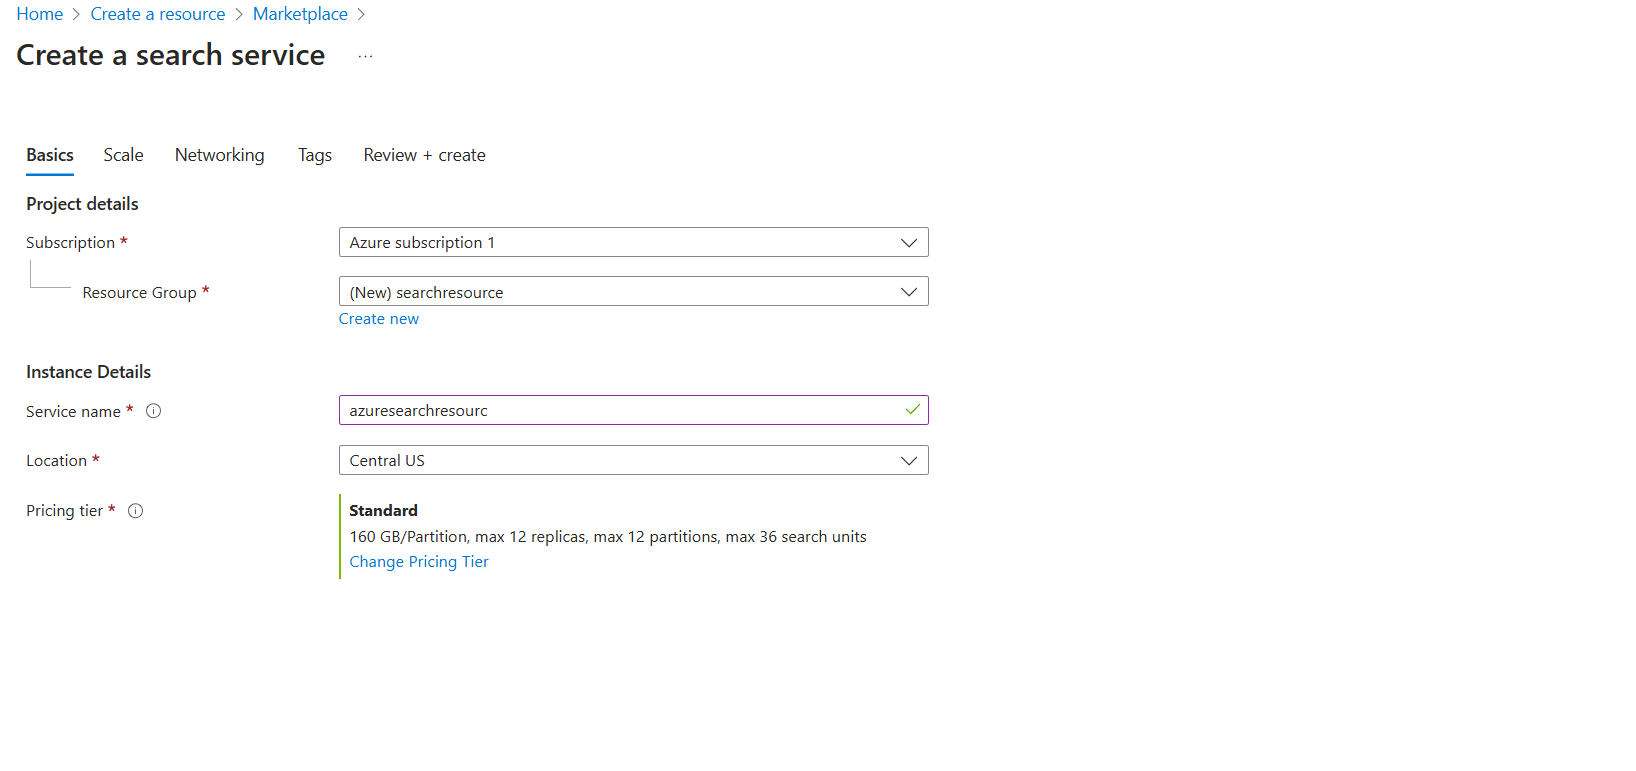 Home > Create a resource > Marketplace >
Create a search service ...
Basics Scale Networking Tags Review + create
Project details
Subscription * Azure subscription 1
Resource Group * (New) searchresource
Create new
Instance Details
Service name * azuresearchresourc
Location * Central US
Pricing tier * Standard
160 GB/Partition, max 12 replicas, max 12 partitions, max 36 search units
Change Pricing Tier